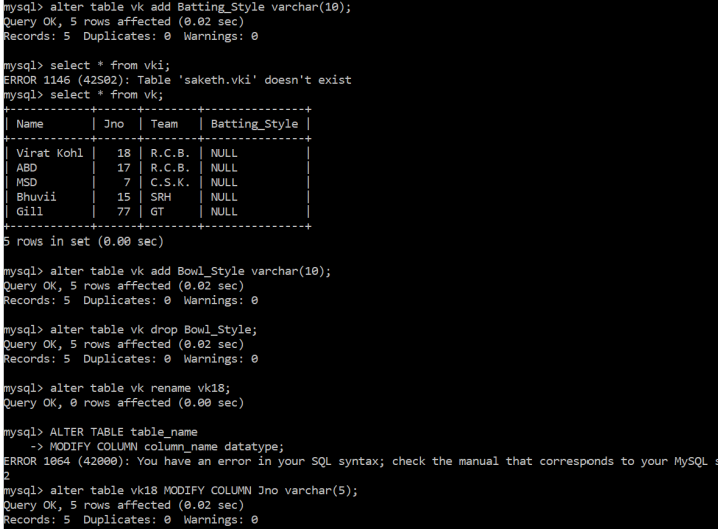 mysql> alter table vk add Batting_Style varchar(10);
Query OK, 5 rows affected (0.02 sec)
Records: 5  Duplicates: 0  Warnings: 0

mysql> select * from vki;
ERROR 1146 (42S02): Table 'saketh.vki' doesn't exist
mysql> select * from vk;
+------------+------+--------+---------------+
| Name       | Jno  | Team   | Batting_Style |
+------------+------+--------+---------------+
| Virat Kohl |   18 | R.C.B. | NULL          |
| ABD        |   17 | R.C.B. | NULL          |
| MSD        |    7 | C.S.K. | NULL          |
| Bhuvii     |   15 | SRH    | NULL          |
| Gill       |   77 | GT     | NULL          |
+------------+------+--------+---------------+
5 rows in set (0.00 sec)

mysql> alter table vk add Bowl_Style varchar(10);
Query OK, 5 rows affected (0.02 sec)
Records: 5  Duplicates: 0  Warnings: 0

mysql> alter table vk drop Bowl_Style;
Query OK, 5 rows affected (0.02 sec)
Records: 5  Duplicates: 0  Warnings: 0

mysql> alter table vk rename vk18;
Query OK, 0 rows affected (0.00 sec)

mysql> ALTER TABLE table_name
    -> MODIFY COLUMN column_name datatype;
ERROR 1064 (42000): You have an error in your SQL syntax; check the manual that corresponds to your MySQL s
2
mysql> alter table vk18 MODIFY COLUMN Jno varchar(5);
Query OK, 5 rows affected (0.02 sec)
Records: 5  Duplicates: 0  Warnings: 0